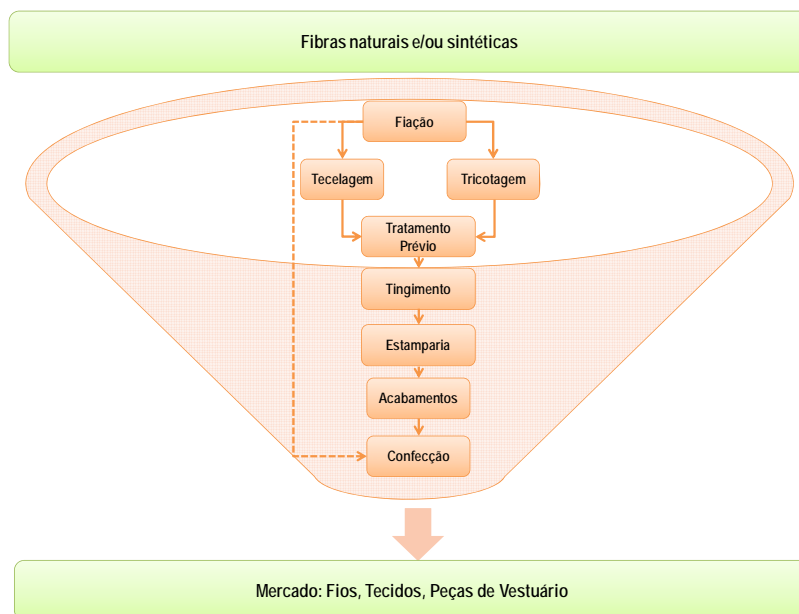 Fibras naturais e/ou sintéticas
Fiação
Tecelagem
Tricotagem
Tratamento
Prévio
Tingimento
Estamparia
Acabamentos
Confecção
Mercado: Fios, Tecidos, Peças de Vestuário